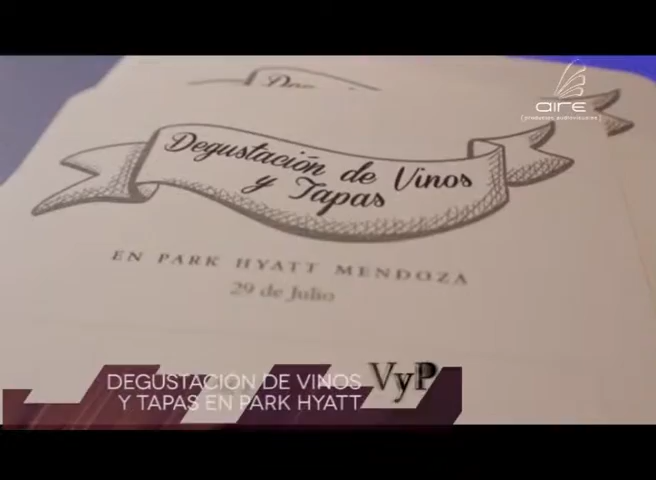 aire
Degustación de Vinos
y Tapas
EN PARK HYATT MENDOZA
29 de Julio
DEGUSTACIÓN DE VINOS
Y TAPAS EN PARK HYATT
VyP